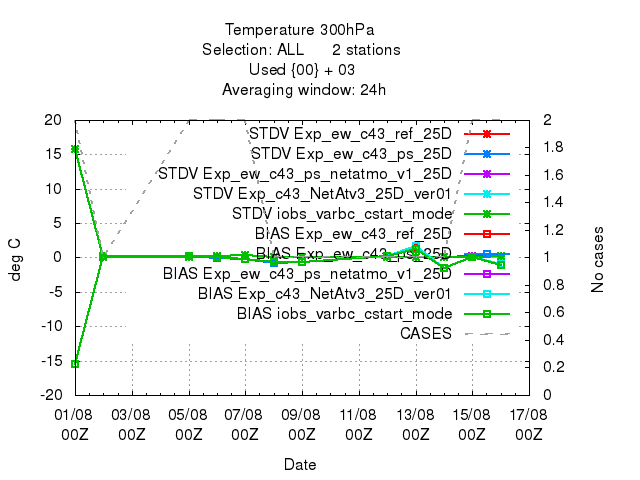 Temperature 300hPa
Selection: ALL 2 stations
Used {00} + 03
Averaging window: 24h
20 2
STDV Exp_ew_c43_ref_25D
STDV Exp_ew_c43_ps_25D
15 1.8
STDV Exp_ew_c43_ps_netatmo_v1_25D
1.6
10 STDV Exp_c43_NetAtv3_25D_ver01
STDV iobs_varbc_cstart_mode
1.4
5 BIAS Exp_ew_c43_ref_25D
1.2
BIAS Exp_ew_c43_ps_25D
0 1
BIAS Exp_ew_c43_ps_netatmo_v1_25D
-5 BIAS Exp_c43_NetAtv3_25D_ver01
0.8
BIAS iobs_varbc_cstart_mode
0.6
-10
CASES
0.4
-15
0.2
-20 0
deg C
No cases
01/08 03/08 05/08 07/08 09/08 11/08 13/08 15/08 17/08
00Z 00Z 00Z 00Z 00Z 00Z 00Z 00Z 00Z
Date